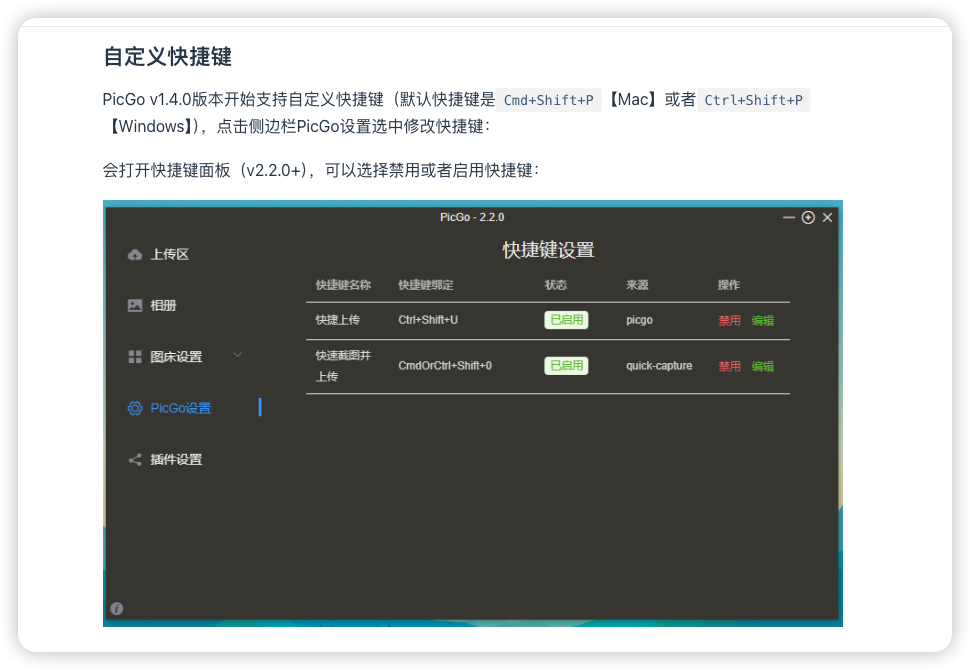 自定义快捷键
PicGo v1.4.0版本开始支持自定义快捷键（默认快捷键是 Cmd+Shift+P 【Mac】或者 Ctrl+Shift+P
【Windows】），点击侧边栏PicGo设置选中修改快捷键：
会打开快捷键面板（v2.2.0+），可以选择禁用或者启用快捷键：
PicGo - 2.2.0
上传区
相册
图床设置
PicGo设置
插件设置
快捷键设置
快捷键名称 快捷键绑定 状态 来源 操作
快捷上传 Ctrl+Shift+U 已启用 picgo 禁用 编辑
快速截图并
上传 CmdOrCtrl+Shift+0 已启用 quick-capture 禁用 编辑